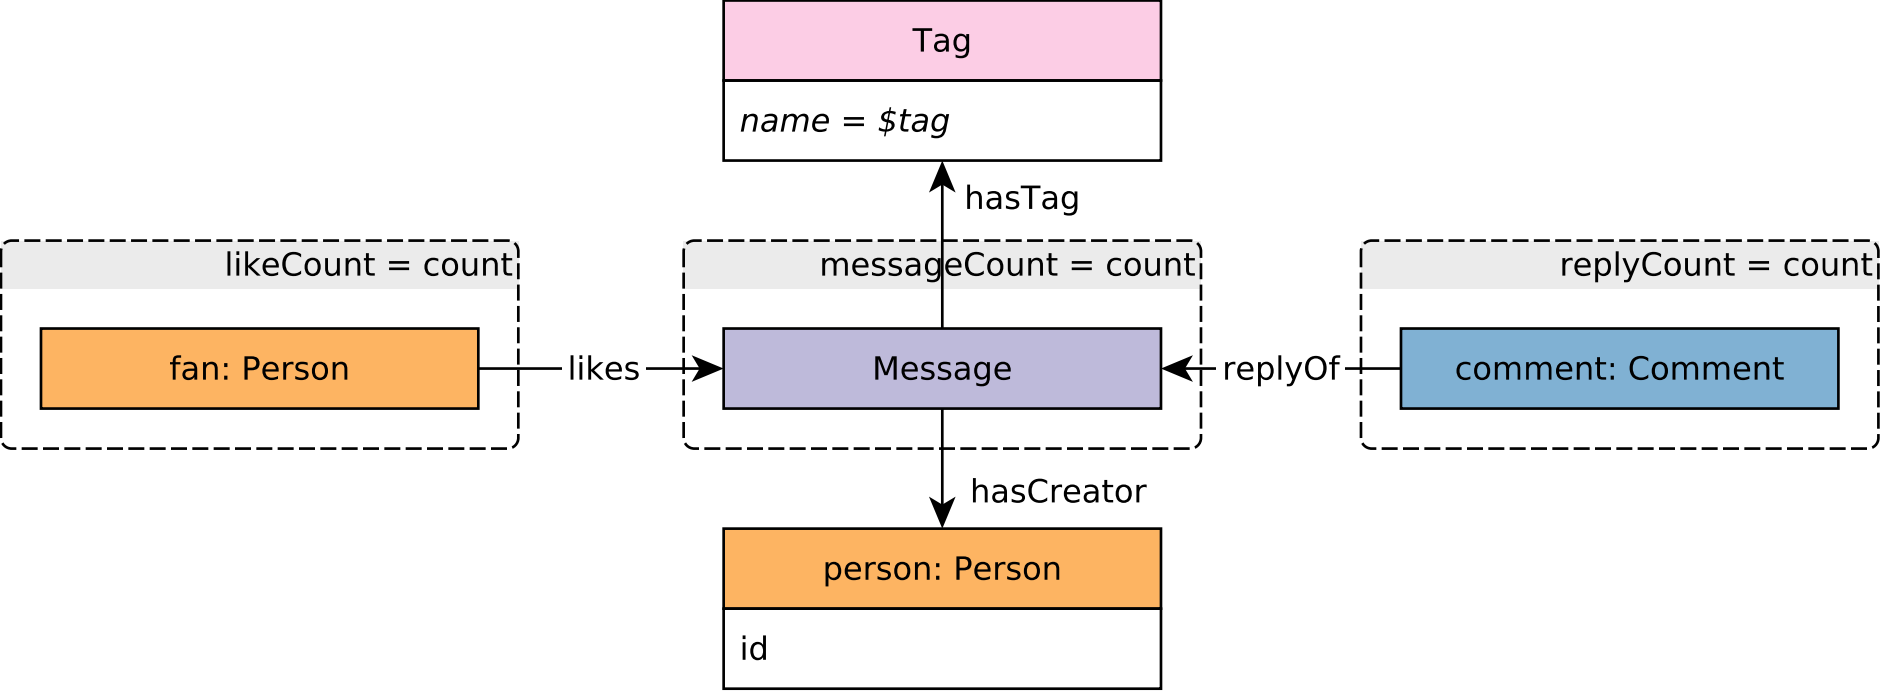 Tag
name = $tag
hasTag
likeCount = count
messageCount = count
replyCount = count
fan: Person
likes
Message
replyOf
comment: Comment
hasCreator
person: Person
id